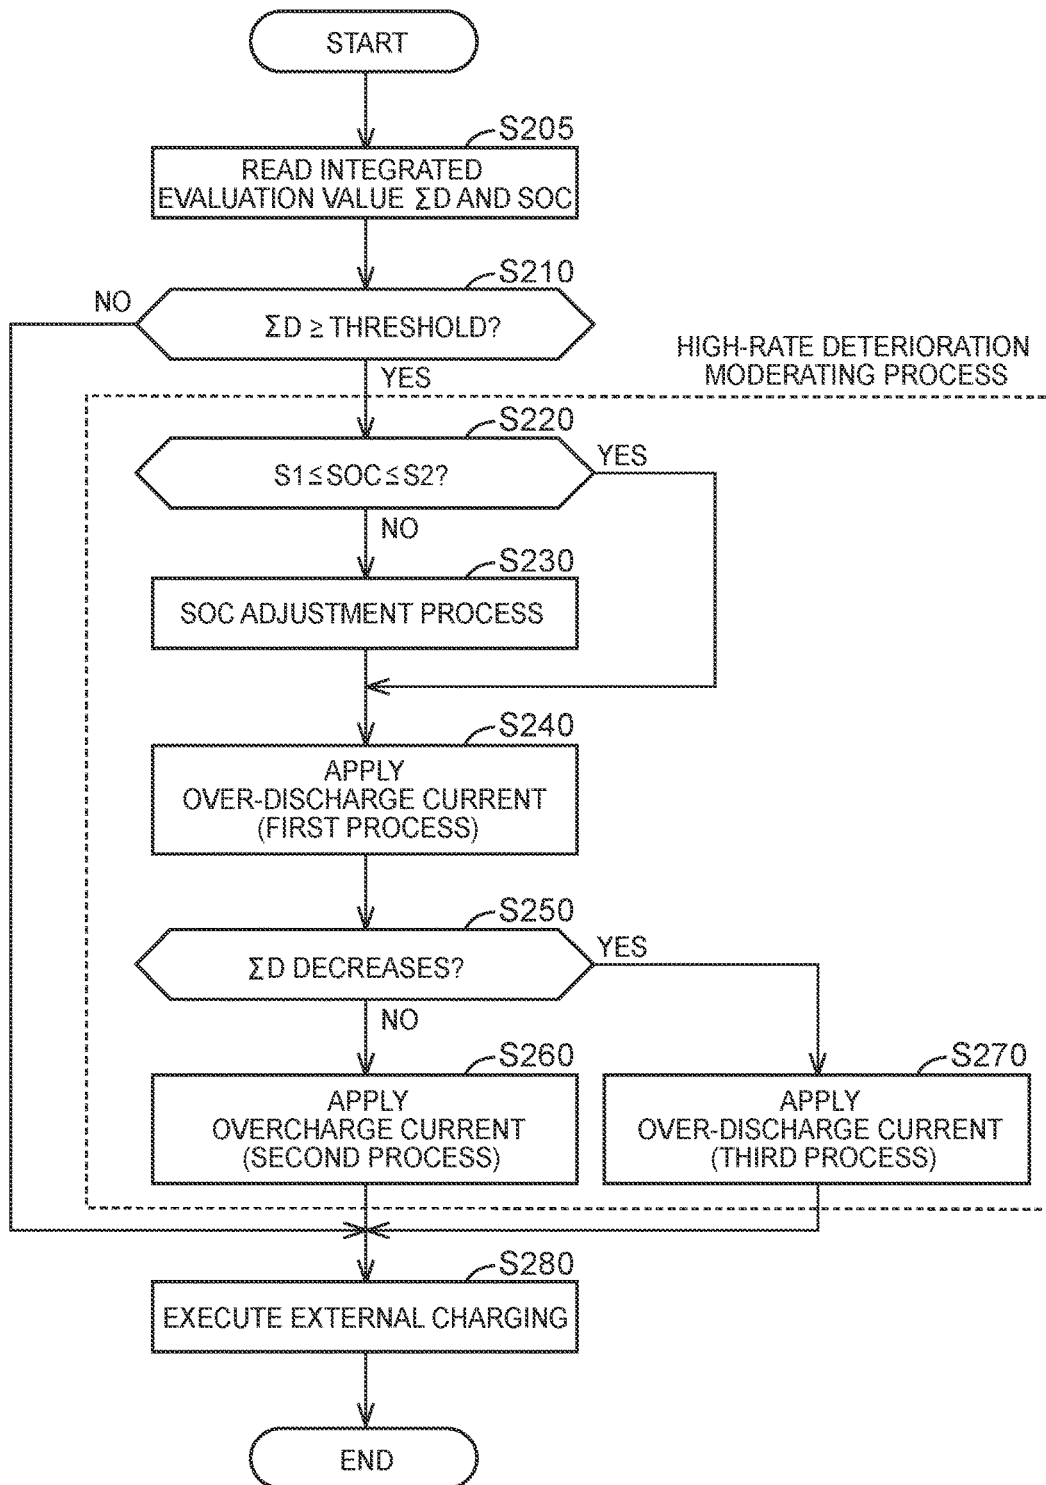 START
S205
READ INTEGRATED
EVALUATION VALUE ΣD AND SOC
S210
NO
ΣD ≥ THRESHOLD?
YES
HIGH-RATE DETERIORATION
MODERATING PROCESS
S220
YES
S1≤SOC≤S2?
NO
S230
SOC ADJUSTMENT PROCESS
S240
APPLY
OVER-DISCHARGE CURRENT
(FIRST PROCESS)
S250
YES
ΣD DECREASES?
NO
S260
APPLY
OVERCHARGE CURRENT
(SECOND PROCESS)
S270
APPLY
OVER-DISCHARGE CURRENT
(THIRD PROCESS)
S280
EXECUTE EXTERNAL CHARGING
END